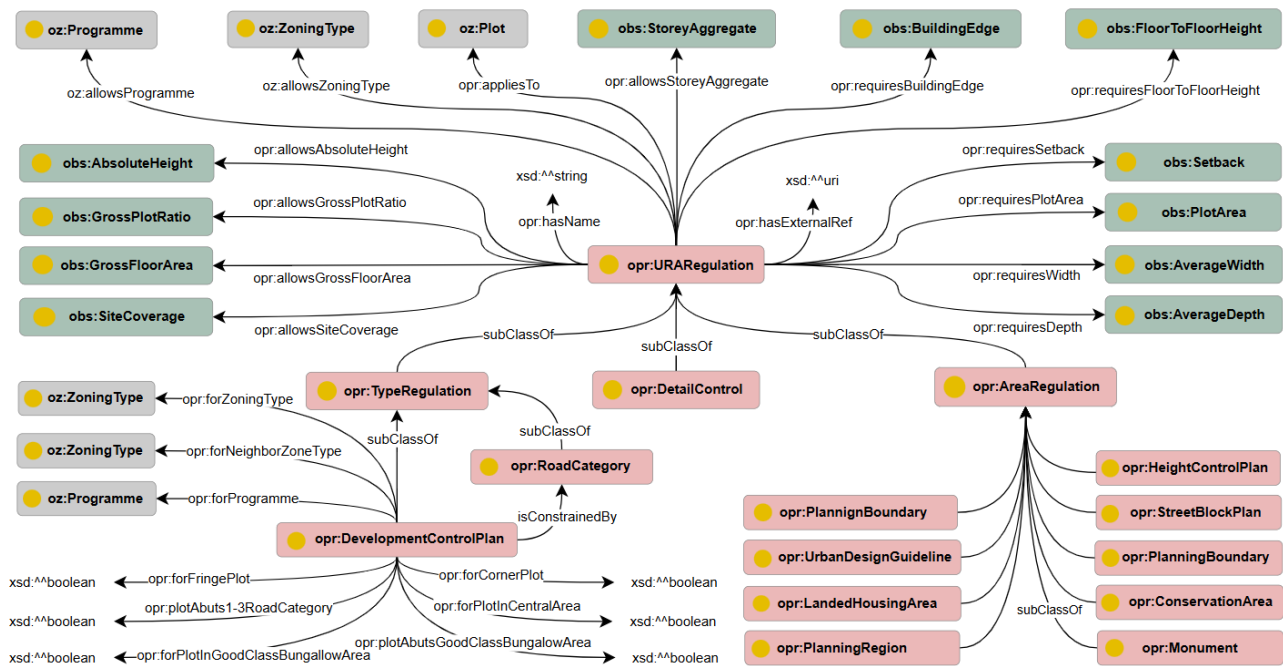 oz:Programme
oz:ZoningType
oz:Plot
obs:StoreyAggregate
obs:BuildingEdge
obs:FloorToFloorHeight
oz:allowsProgramme
oz:allowsZoningType
opr:appliesTo
opr:allowsStoreyAggregate
opr:requiresBuildingEdge
opr:requiresFloorToFloorHeight
obs:AbsoluteHeight
opr:allowsAbsoluteHeight
opr:requiresSetback
obs:Setback
xsd:^^string
xsd:^^uri
obs:GrossPlotRatio
opr:allowsGrossPlotRatio
opr:hasName
opr:hasExternalRef
opr:requiresPlotArea
obs:PlotArea
obs:GrossFloorArea
opr:allowsGrossFloorArea
opr:URARegulation
opr:requiresWidth
obs:AverageWidth
obs:SiteCoverage
opr:allowsSiteCoverage
opr:requiresDepth
obs:AverageDepth
subClassOf
subClassOf
subClassOf
opr:TypeRegulation
opr:DetailControl
opr:AreaRegulation
oz:ZoningType
opr:forZoningType
subClassOf
subClassOf
oz:ZoningType
opr:forNeighborZoneType
opr:RoadCategory
opr:HeightControlPlan
oz:Programme
opr:forProgramme
isConstrainedBy
opr:PlannignBoundary
opr:StreetBlockPlan
opr:DevelopmentControlPlan
opr:UrbanDesignGuideline
opr:PlanningBoundary
xsd:^^boolean
opr:forFringePlot
opr:forCornerPlot
xsd:^^boolean
opr:LandedHousingArea
subClassOf
opr:ConservationArea
xsd:^^boolean
opr:plotAbuts1-3RoadCategory
opr:forPlotInCentralArea
xsd:^^boolean
opr:plotAbutsGoodClassBungalowArea
opr:PlanningRegion
opr:Monument
xsd:^^boolean
opr:forPlotInGoodClassBungallowArea
xsd:^^boolean